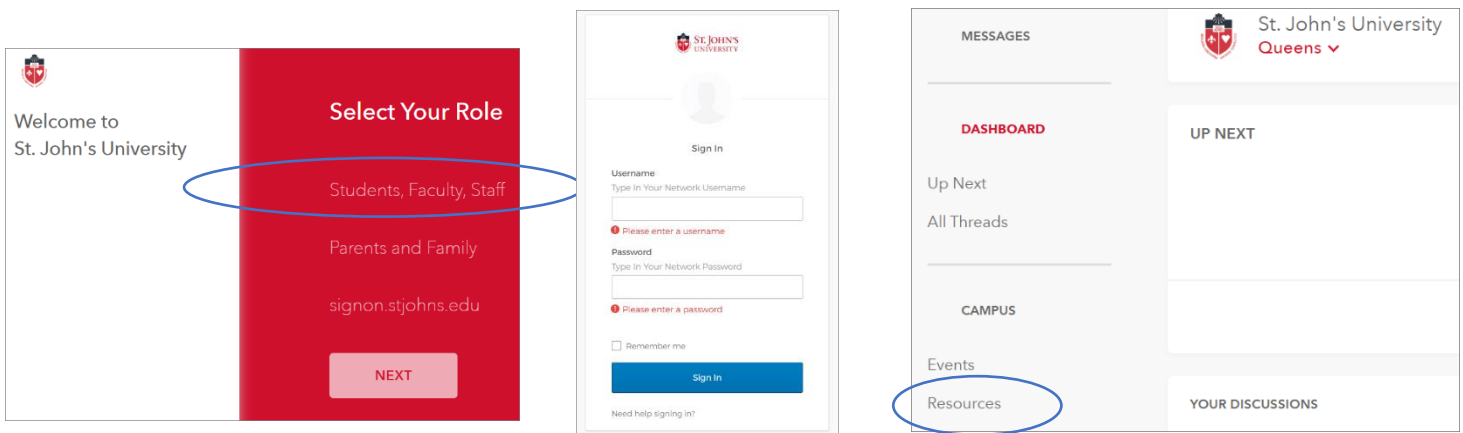 Welcome to
St. John's University
Select Your Role
Students, Faculty, Staff
Parents and Family
signon.stjohns.edu
NEXT
ST. JOHN'S
UNIVERSITY
Sign In
Username
Type In Your Network Username
Please enter a username
Password
Type In Your Network Password
Please enter a password
Remember me
Sign In
Need help signing in?
MESSAGES
DASHBOARD
Up Next
All Threads
CAMPUS
Events
Resources
St. John's University
Queens
UP NEXT
YOUR DISCUSSIONS